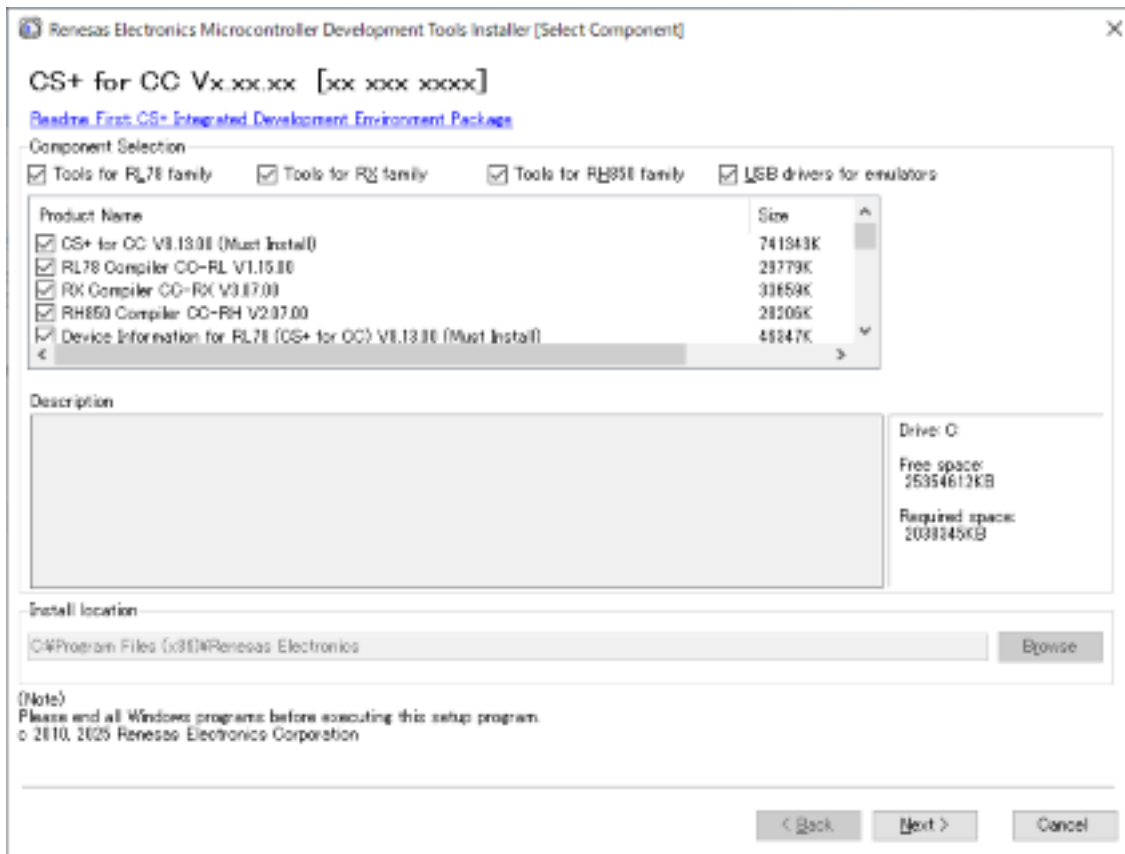 Renesas Electronics Microcontroller Development Tools Installer [Select Component]
CS+ for CC Vx.xx.xx [xx xxx xxxx]
Readme First: CS+ Integrated Development Environment Package
Component Selection
Tools for RL78 family Tools for RX family Tools for RH850 family USB drivers for emulators
Product Name Size
CS+ for CC V8.13.00 (Must Install) 741343K
RL78 Compiler CC-RL V1.15.00 29779K
RX Compiler CC-RX V3.07.00 33659K
RH850 Compiler CC-RH V2.07.00
Device Information for RL78 (CS+ for CC) V8.13.00 (Must Install)
Description
Drive: C:
Free space:
25354612KB
Required space:
Install location
C:¥Program Files (x86)¥Renesas Electronics
Browse
(Note)
Please end all Windows programs before executing this setup program.
c 2010, 2025 Renesas Electronics Corporation
< Back Next > Cancel